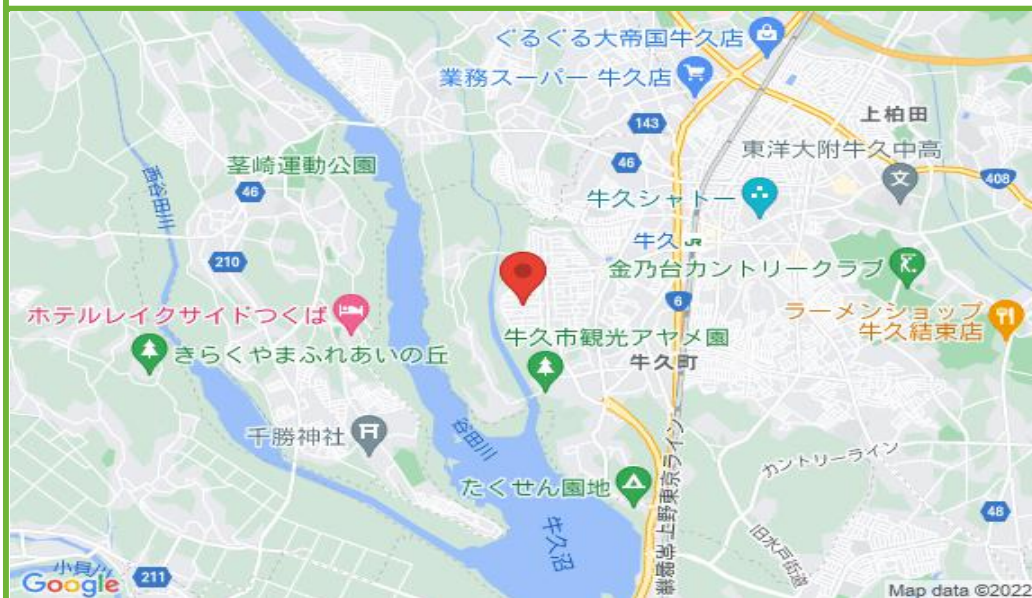 ぐるぐる大帝国牛久店
業務スーパー 牛久店
143
上柏田
46
東洋大附牛久中高
文
408
茎崎運動公園
46
西谷田川
牛久シャトー
牛久 JR
210
金乃台カントリークラブ
6
ホテルレイクサイドつくば
ラーメンショップ
牛久結束店
牛久市観光アヤメ園
きらくやまふれあいの丘
牛久町
千勝神社
谷田川
カントリーライン
たくせん園地
上野東京ライン
48
牛久沼
旧水戸街道
小貝川
211
Google
Map data ©2022